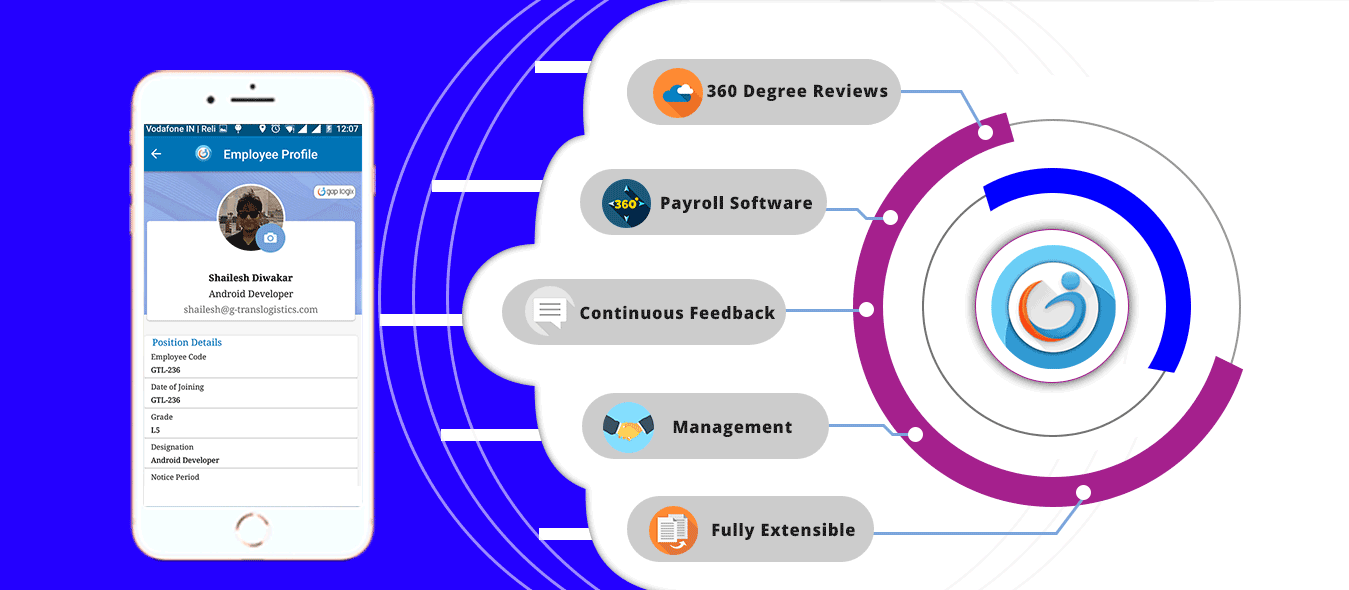 Vodafone IN | Reli 12:07
Employee Profile
gap logix
Shailesh Diwakar
Android Developer
shailesh@g-translogistics.com
Position Details
Employee Code
GTL-236
Date of Joining
GTL-236
Grade
L5
Designation
Android Developer
Notice Period
360 Degree Reviews
360°
Payroll Software
Continuous Feedback
Management
Fully Extensible